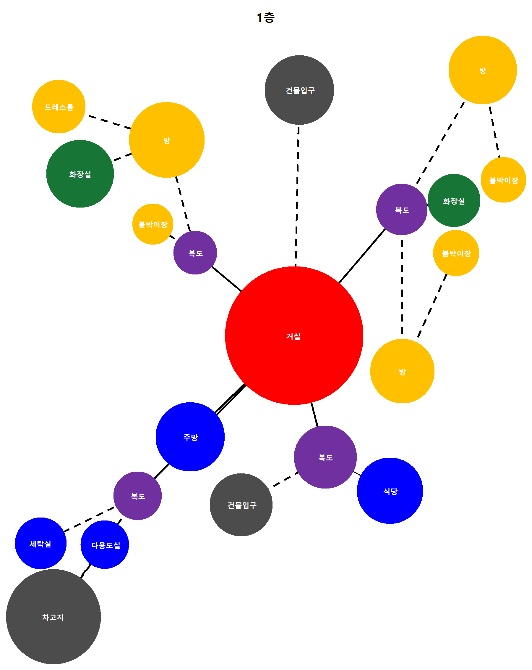 1층
방
건물입구
드레스룸
방
화장실
붙박이장
화장실
복도
붙박이장
복도
붙박이장
거실
방
주방
복도
식당
복도
건물입구
세탁실
다용도실
차고지